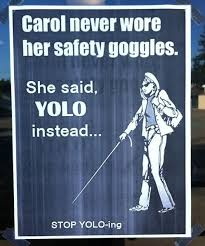 Carol never wore
her safety goggles.
She said,
YOLO
instead...
STOP YOLO-ing